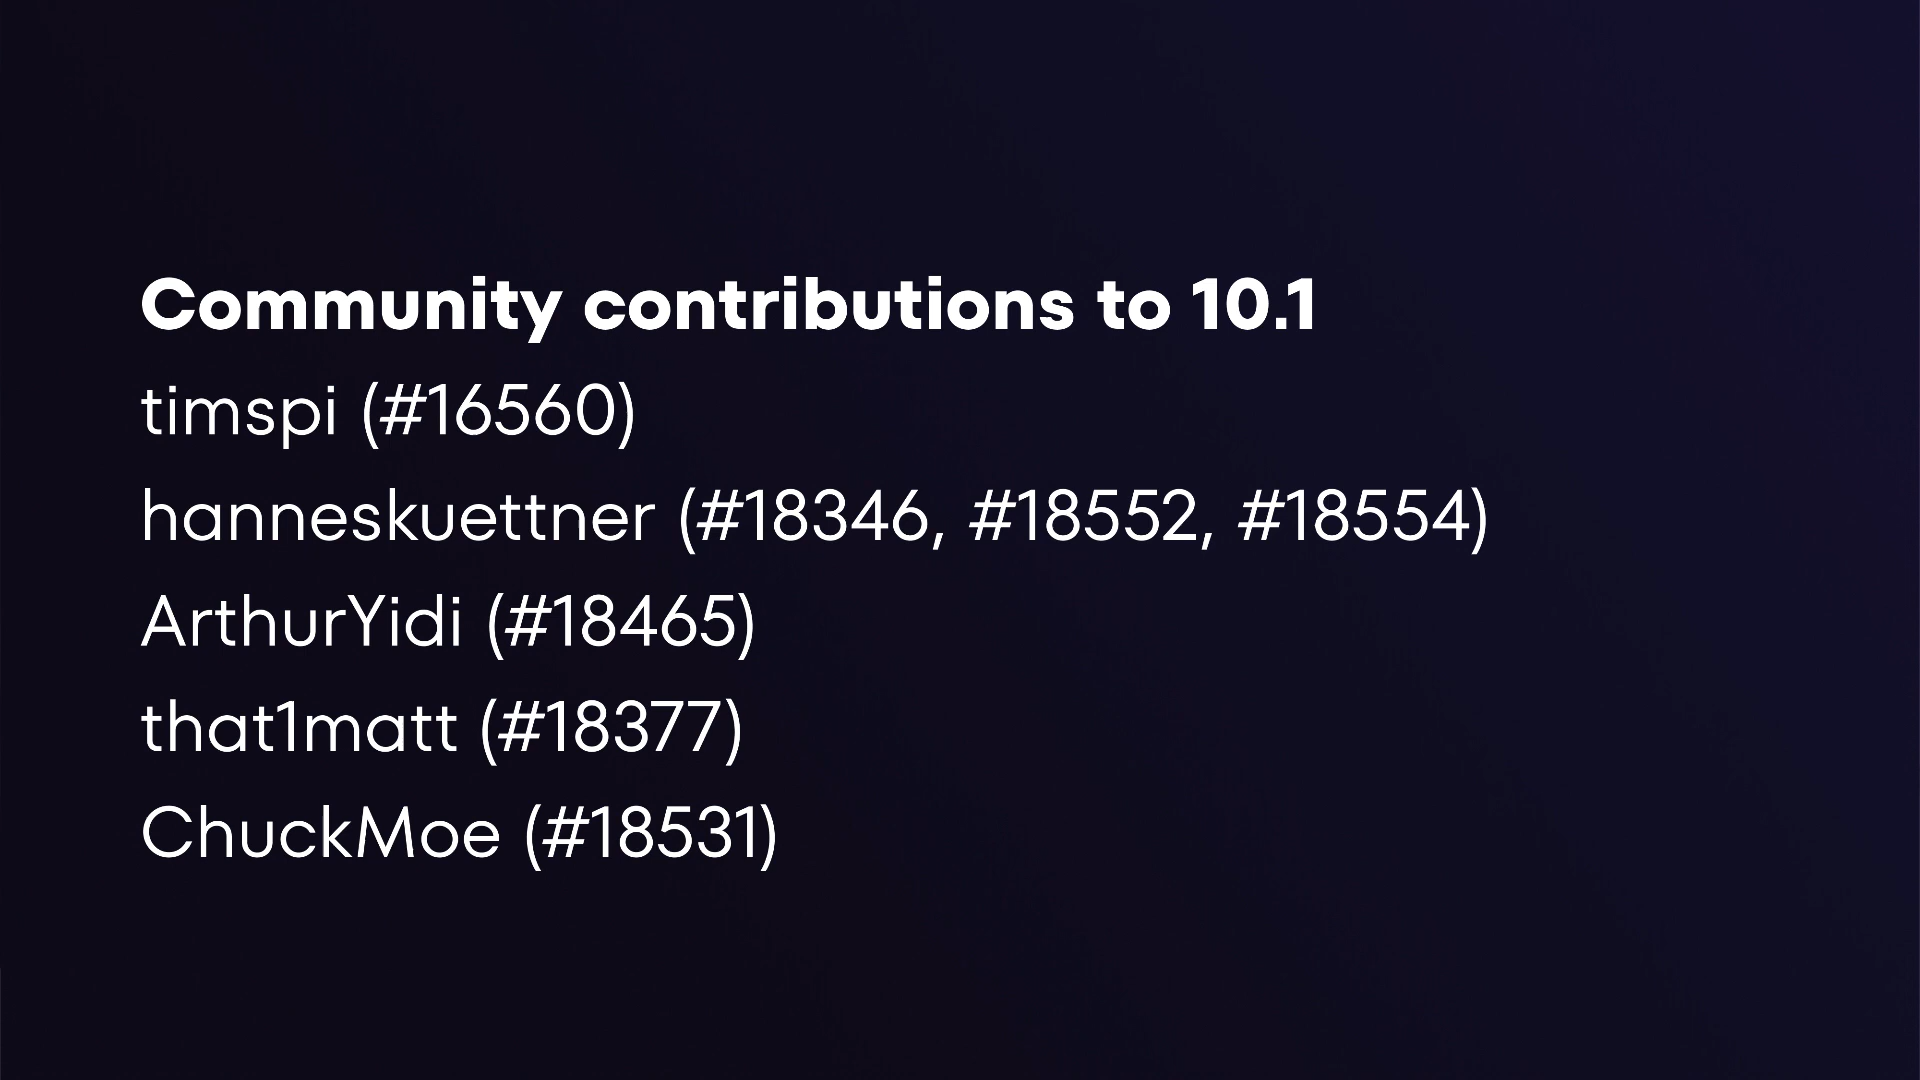 Community contributions to 10.1
timspi (#16560)
hanneskuettner (#18346, #18552, #18554)
ArthurYidi (#18465)
that1matt (#18377)
ChuckMoe (#18531)